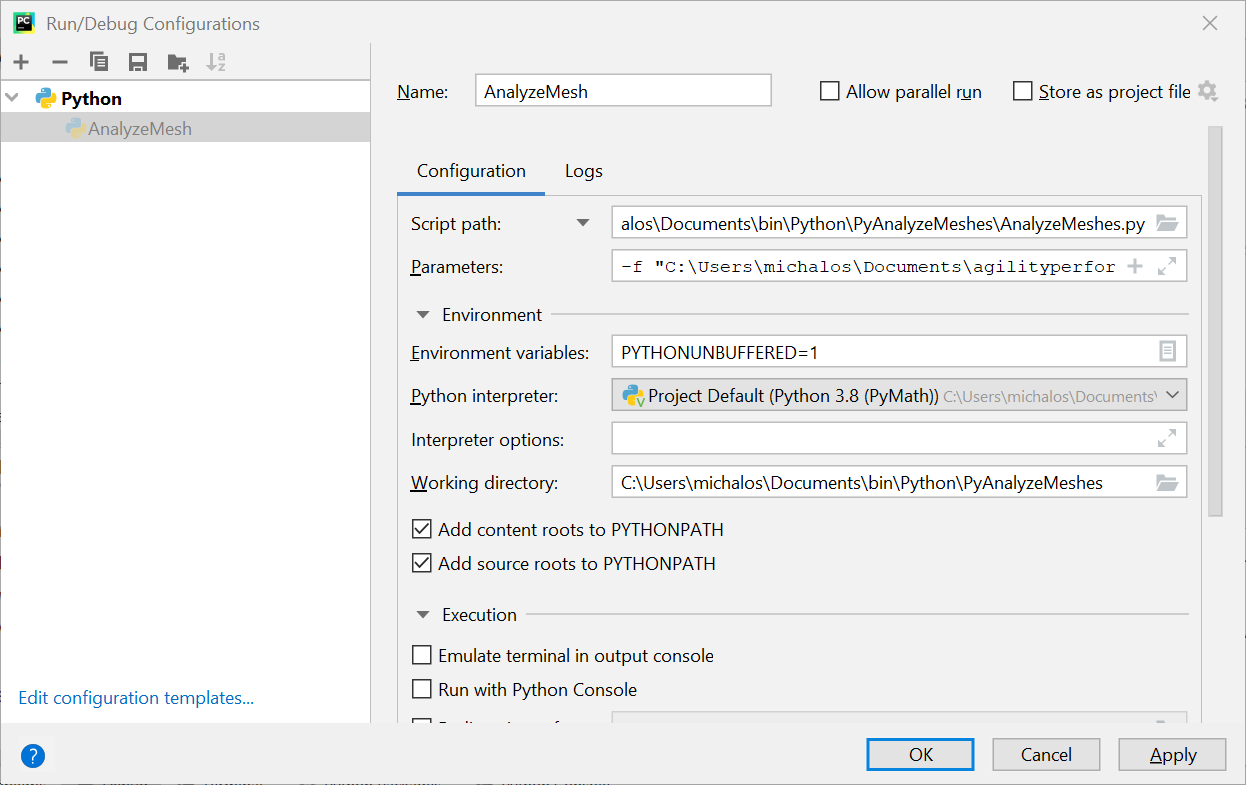 PC Run/Debug Configurations
Python
AnalyzeMesh
Edit configuration templates...
Name: AnalyzeMesh Allow parallel run Store as project file
Configuration Logs
Script path: alos\Documents\bin\Python\PyAnalyzeMeshes\AnalyzeMeshes.py
Parameters: -f "C:\Users\michalos\Documents\agilityperfor
Environment
Environment variables: PYTHONUNBUFFERED=1
Python interpreter: Project Default (Python 3.8 (PyMath)) C:\Users\michalos\Documents\
Interpreter options:
Working directory: C:\Users\michalos\Documents\bin\Python\PyAnalyzeMeshes
Add content roots to PYTHONPATH
Add source roots to PYTHONPATH
Execution
Emulate terminal in output console
Run with Python Console
? OK Cancel Apply